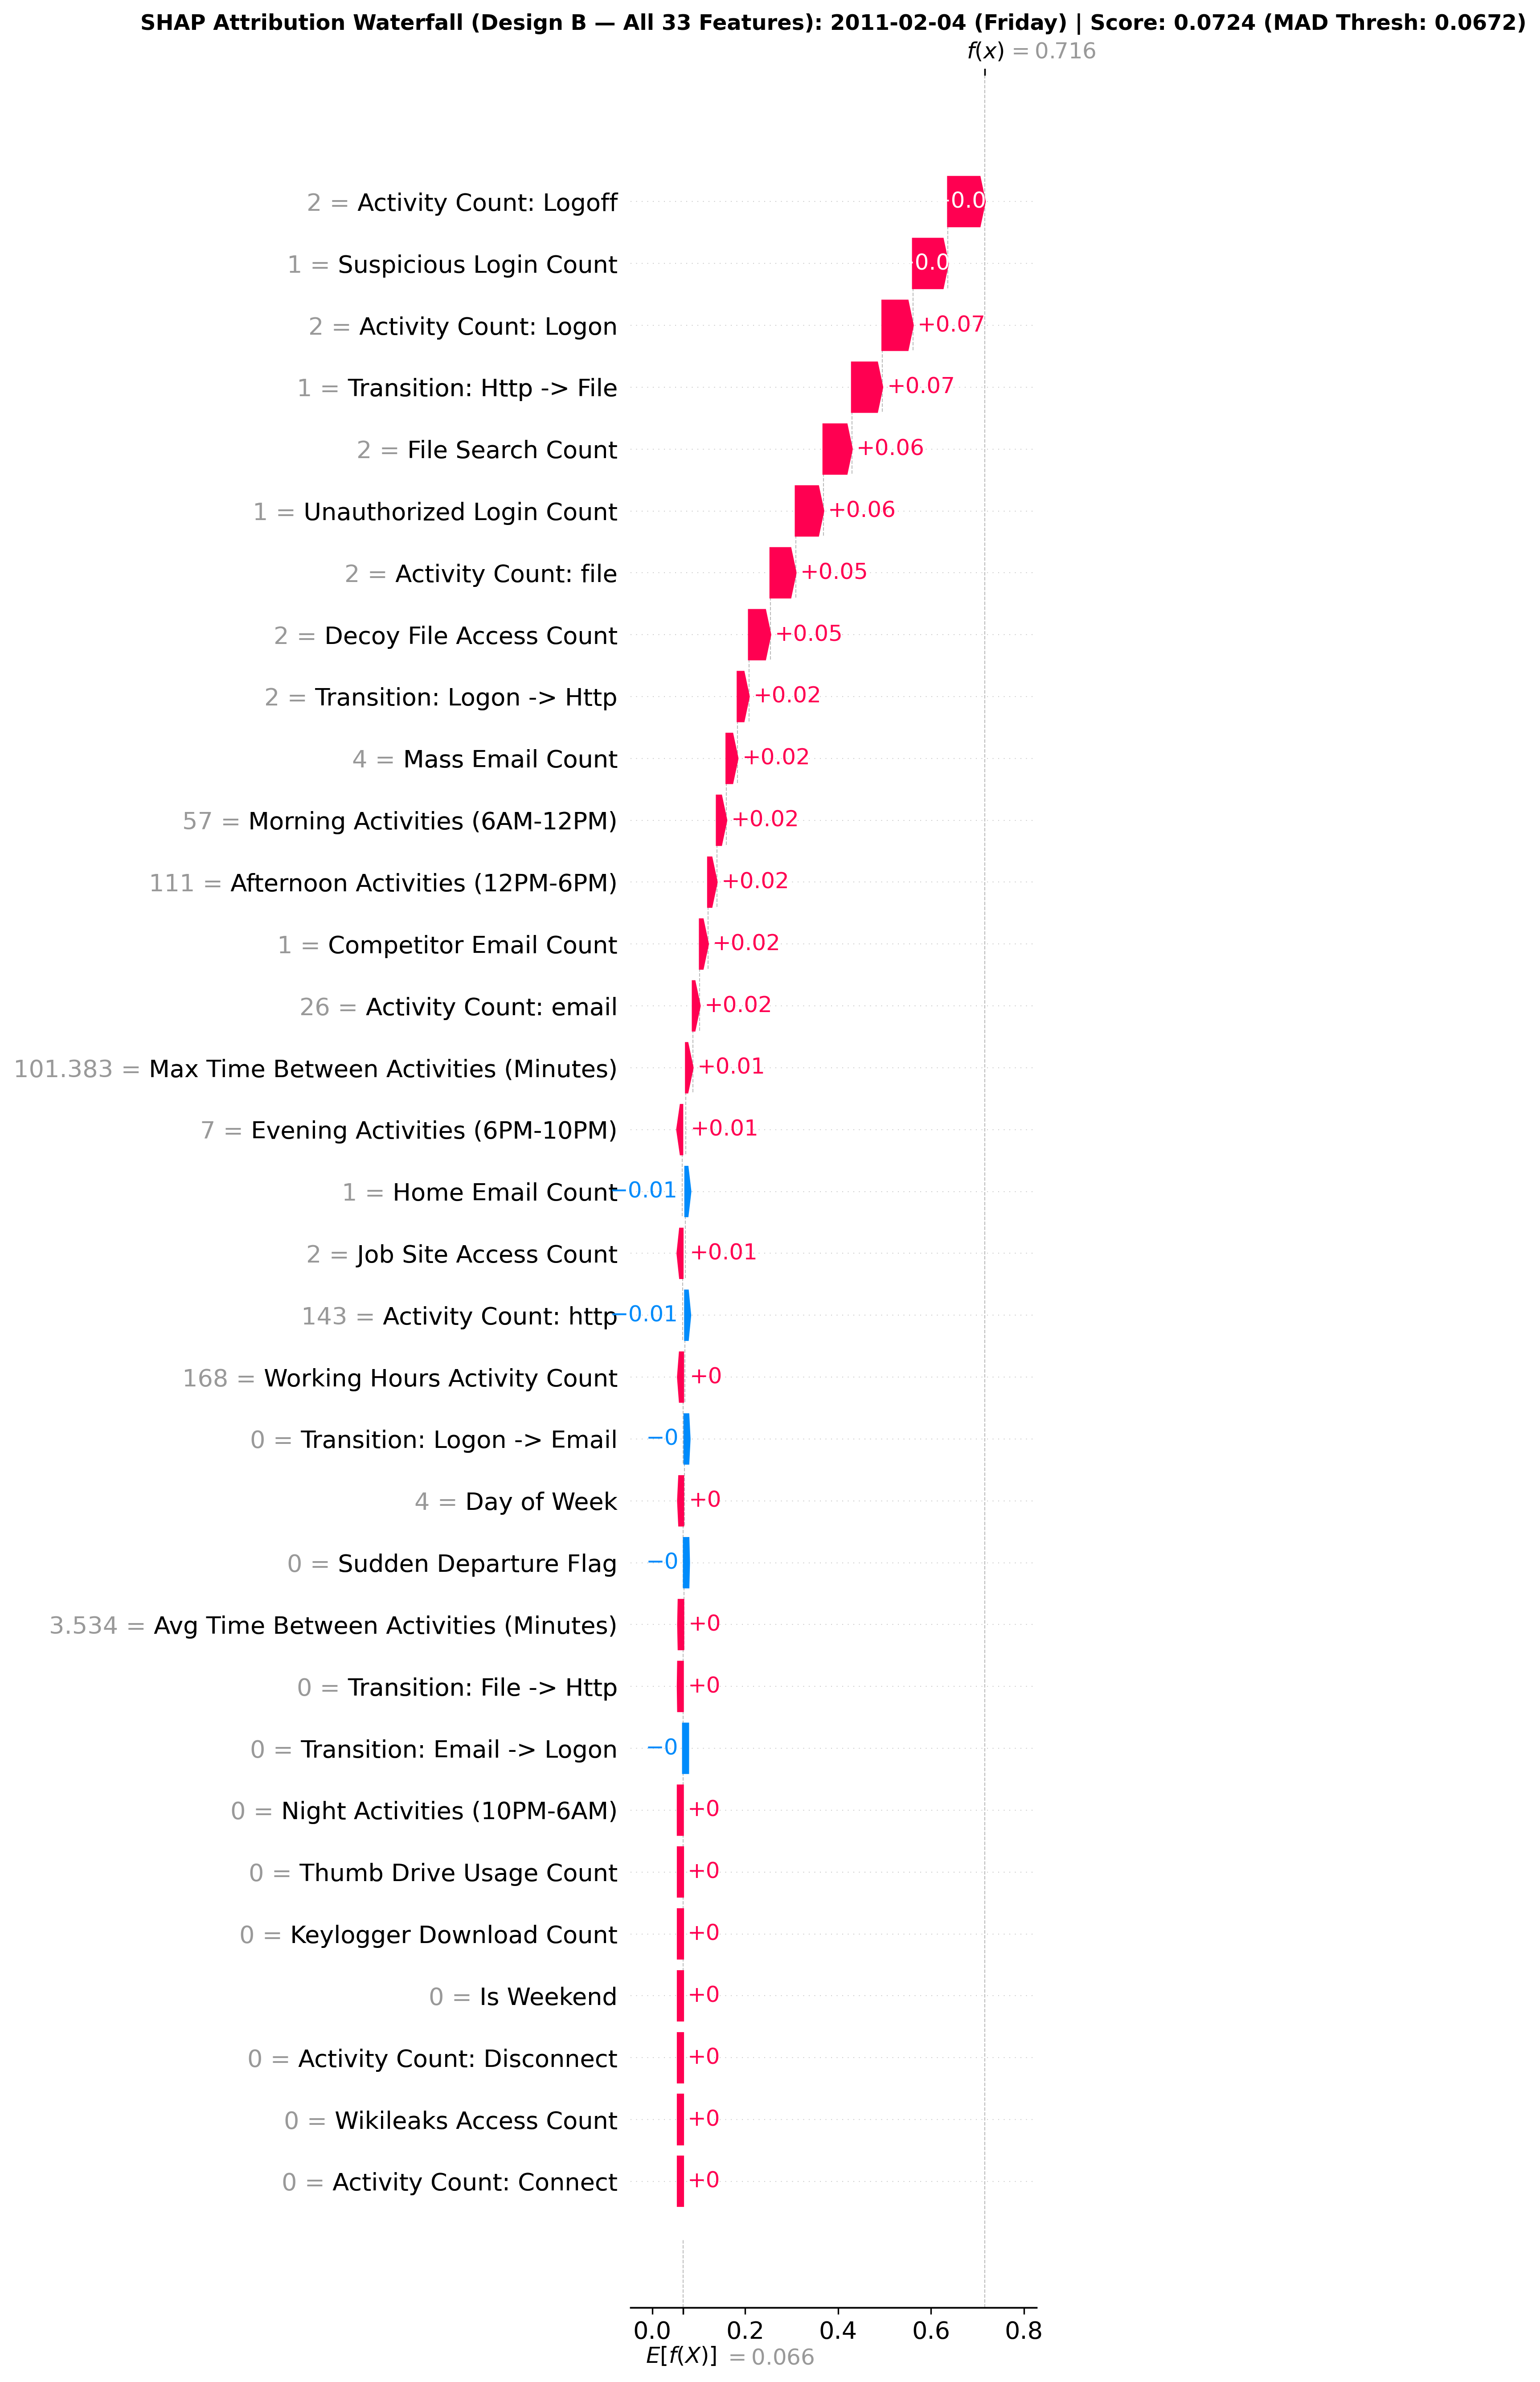 SHAP Attribution Waterfall (Design B — All 33 Features): 2011-02-04 (Friday) | Score: 0.0724 (MAD Thresh: 0.0672)
f(x) = 0.716
2 = Activity Count: Logoff
1 = Suspicious Login Count
2 = Activity Count: Logon +0.07
1 = Transition: Http -> File +0.07
2 = File Search Count +0.06
1 = Unauthorized Login Count +0.06
2 = Activity Count: file +0.05
2 = Decoy File Access Count +0.05
2 = Transition: Logon -> Http +0.02
4 = Mass Email Count +0.02
57 = Morning Activities (6AM-12PM) +0.02
111 = Afternoon Activities (12PM-6PM) +0.02
1 = Competitor Email Count +0.02
26 = Activity Count: email +0.02
101.383 = Max Time Between Activities (Minutes) +0.01
7 = Evening Activities (6PM-10PM) +0.01
1 = Home Email Count −0.01
2 = Job Site Access Count +0.01
143 = Activity Count: http −0.01
168 = Working Hours Activity Count +0
0 = Transition: Logon -> Email −0
4 = Day of Week +0
0 = Sudden Departure Flag −0
3.534 = Avg Time Between Activities (Minutes) +0
0 = Transition: File -> Http +0
0 = Transition: Email -> Logon −0
0 = Night Activities (10PM-6AM) +0
0 = Thumb Drive Usage Count +0
0 = Keylogger Download Count +0
0 = Is Weekend +0
0 = Activity Count: Disconnect +0
0 = Wikileaks Access Count +0
0 = Activity Count: Connect +0
0.0 0.2 0.4 0.6 0.8
E[f(X)] = 0.066